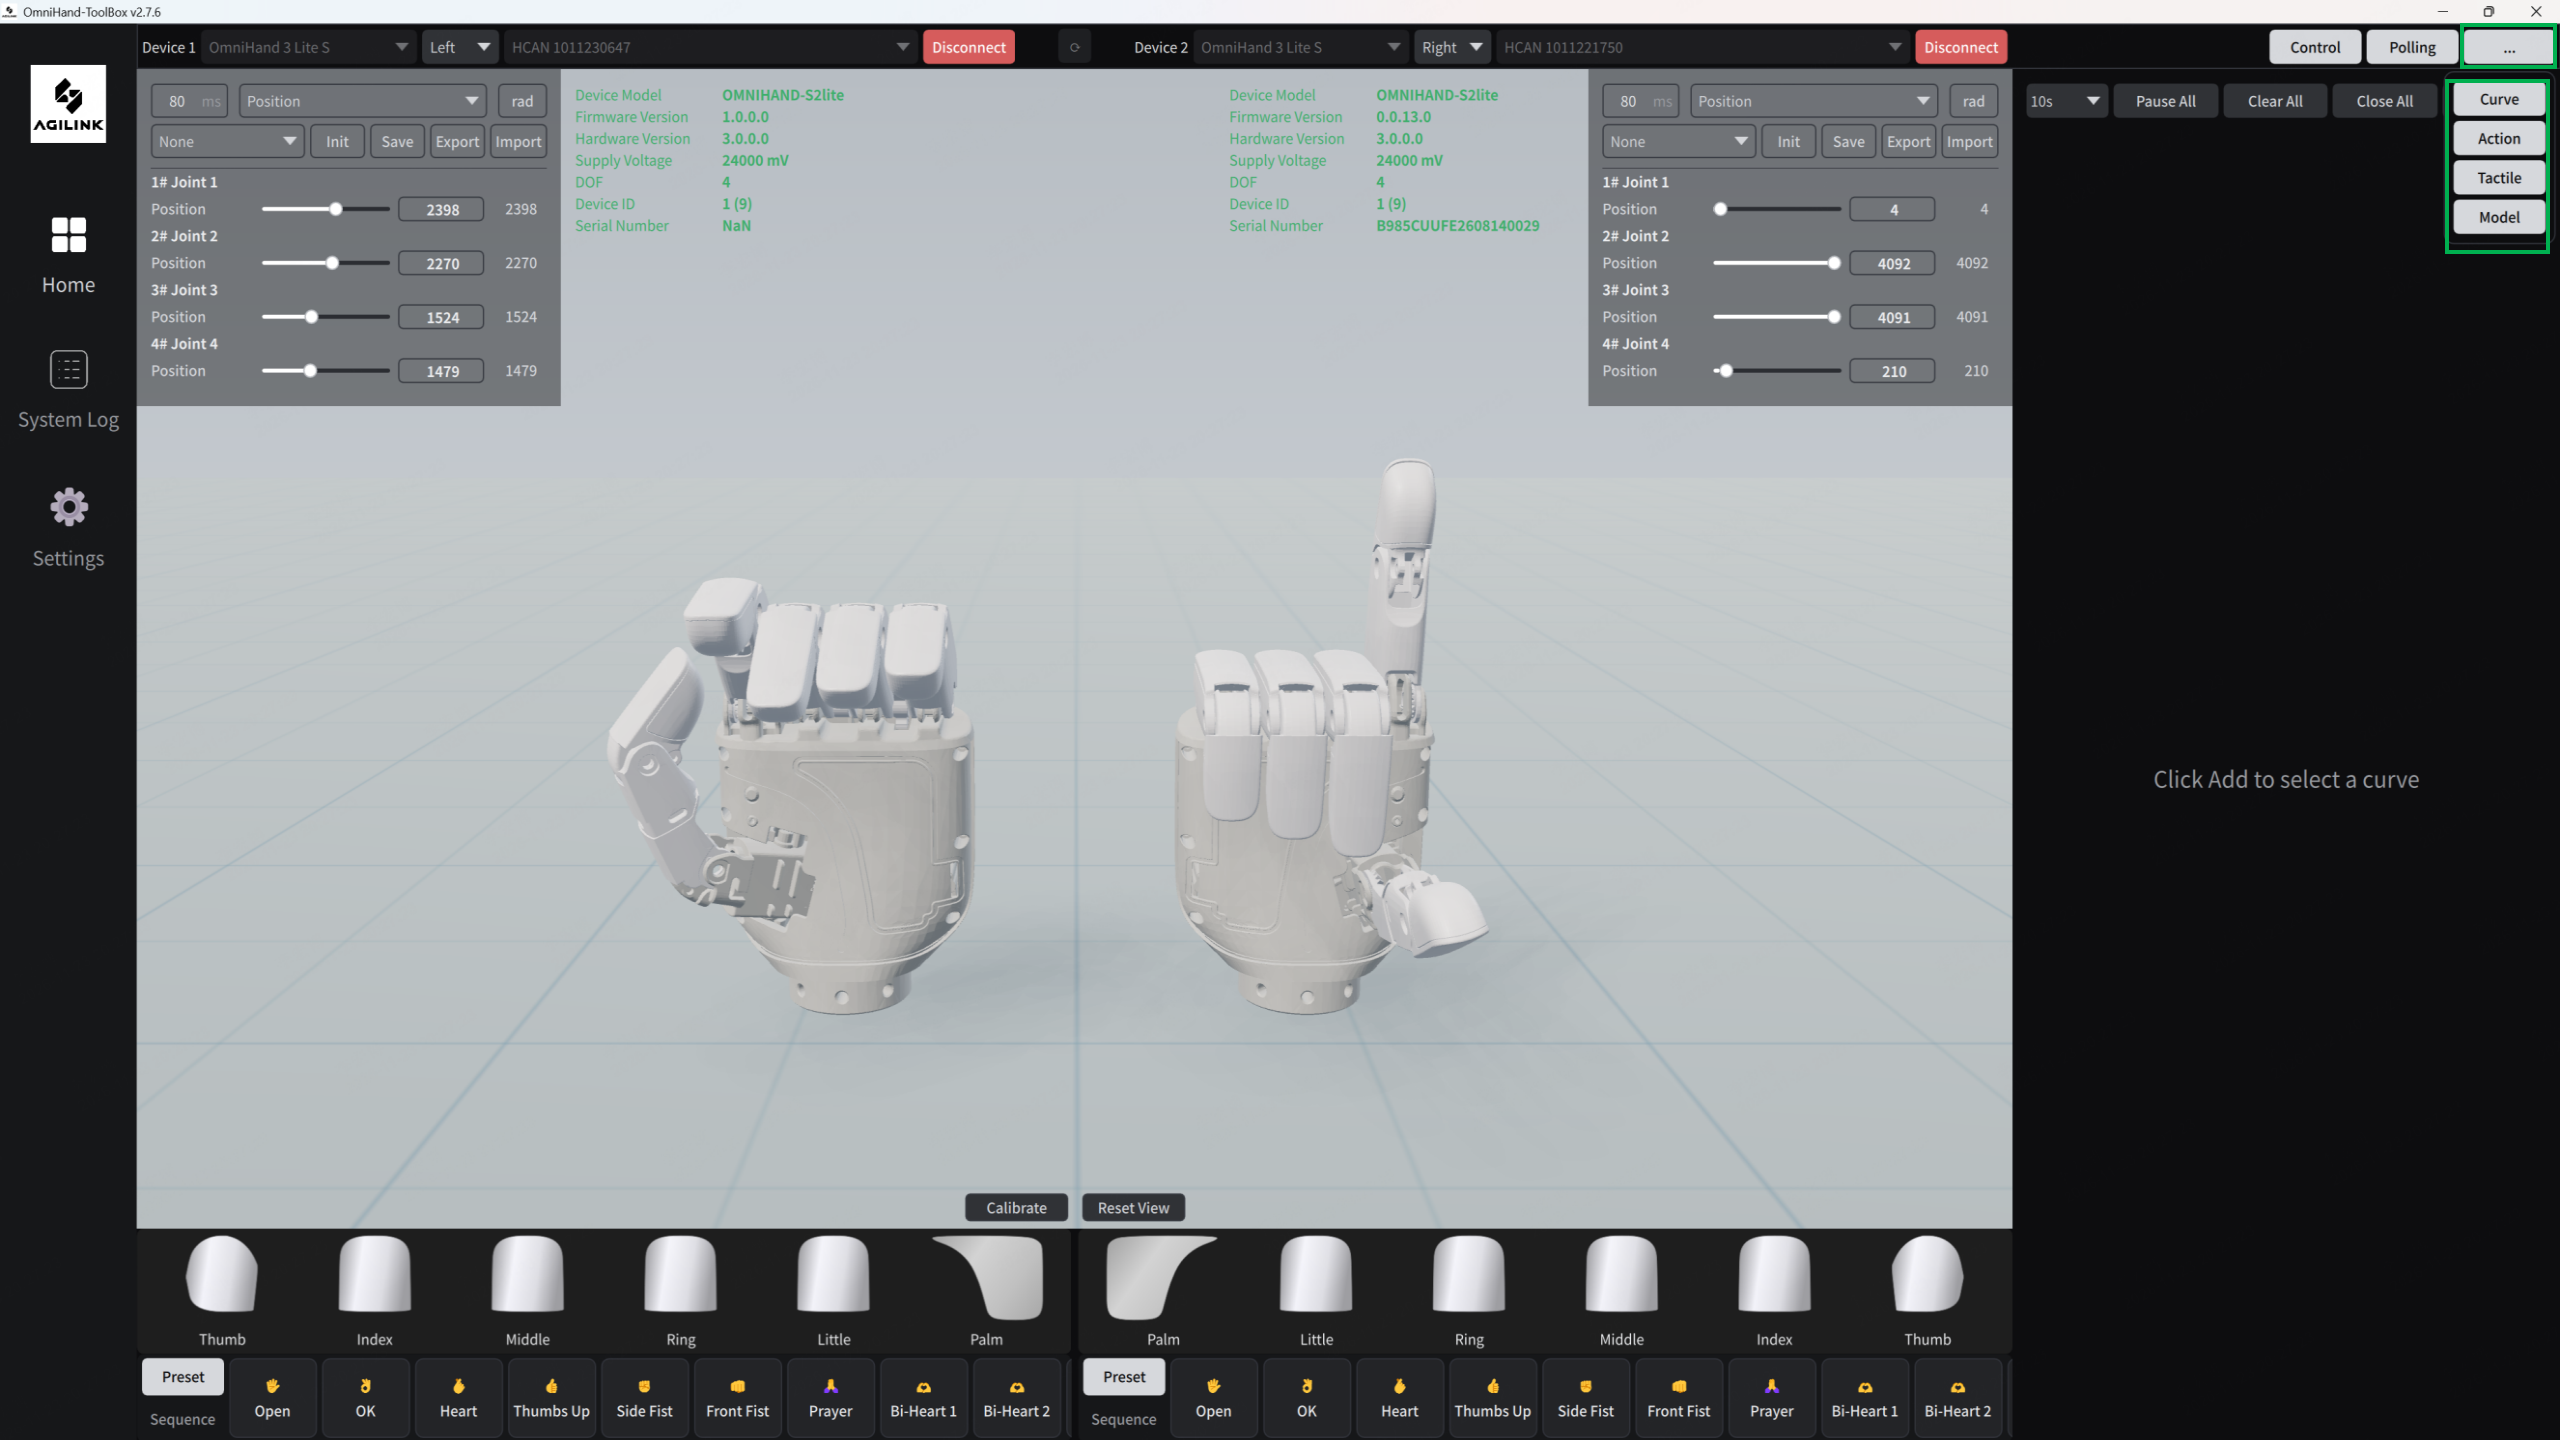 OmniHand-ToolBox v2.7.6
Device 1 OmniHand 3 Lite S Left HCAN 1011230647 Disconnect Device 2 OmniHand 3 Lite S Right HCAN 1011221750 Disconnect Control Polling ...
AGILINK
Home
System Log
Settings
80 ms Position rad
None Init Save Export Import
1# Joint 1
Position 2398 2398
2# Joint 2
Position 2270 2270
3# Joint 3
Position 1524 1524
4# Joint 4
Position 1479 1479
Device Model OMNIHAND-S2lite
Firmware Version 1.0.0.0
Hardware Version 3.0.0.0
Supply Voltage 24000 mV
DOF 4
Device ID 1 (9)
Serial Number NaN
Device Model OMNIHAND-S2lite
Firmware Version 0.0.13.0
Hardware Version 3.0.0.0
Supply Voltage 24000 mV
DOF 4
Device ID 1 (9)
Serial Number B985CUUFE2608140029
80 ms Position rad
None Init Save Export Import
1# Joint 1
Position 4 4
2# Joint 2
Position 4092 4092
3# Joint 3
Position 4091 4091
4# Joint 4
Position 210 210
10s Pause All Clear All Close All
Curve
Action
Tactile
Model
Click Add to select a curve
Calibrate Reset View
Thumb Index Middle Ring Little Palm Palm Little Ring Middle Index Thumb
Preset
Sequence
Open OK Heart Thumbs Up Side Fist Front Fist Prayer Bi-Heart 1 Bi-Heart 2
Preset
Sequence
Open OK Heart Thumbs Up Side Fist Front Fist Prayer Bi-Heart 1 Bi-Heart 2